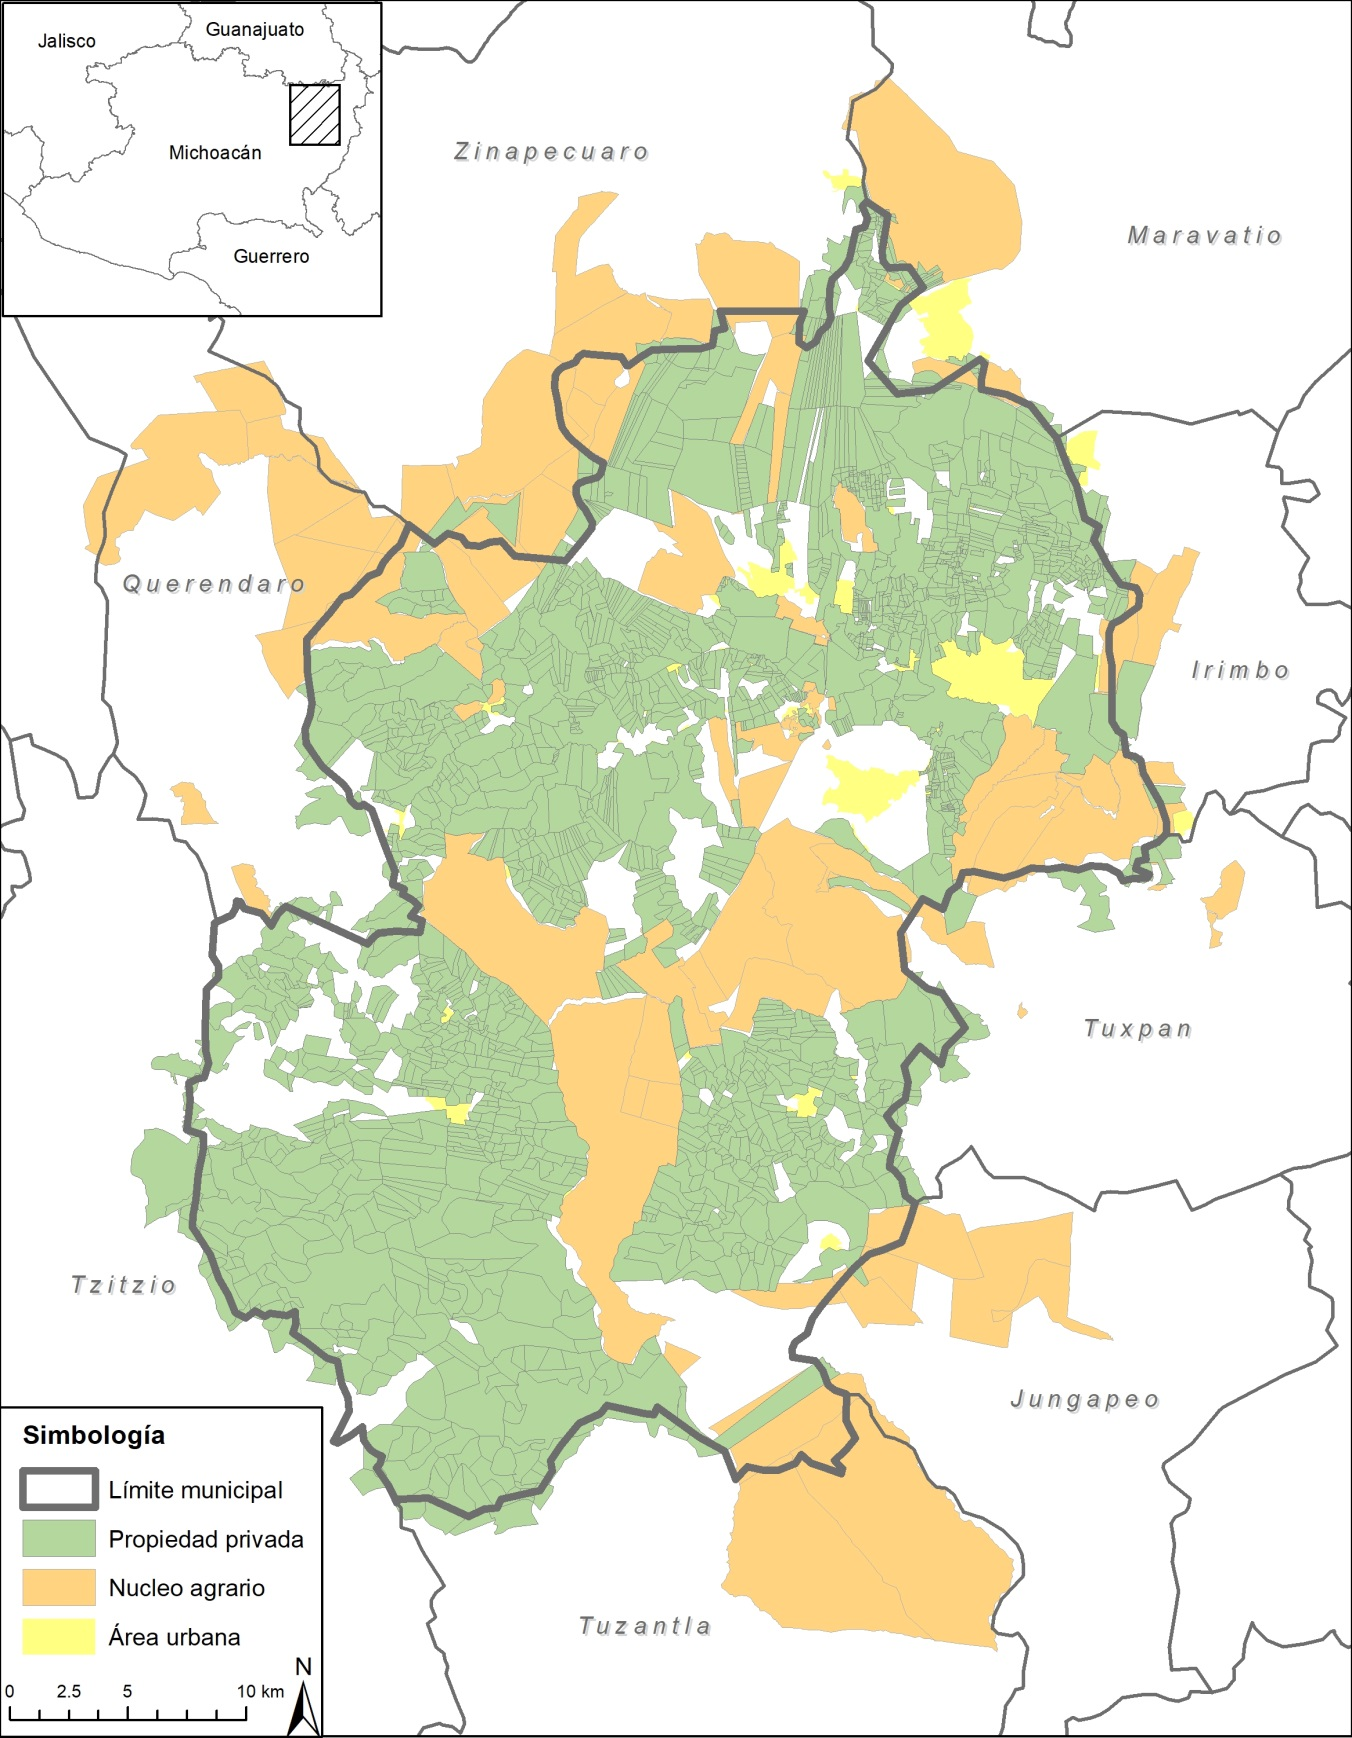 Jalisco
Guanajuato
Michoacán
Guerrero
Zinapecuaro
Maravatio
Querendaro
Irimbo
Tuxpan
Tzitzio
Jungapeo
Tuzantla
Simbología
Límite municipal
Propiedad privada
Nucleo agrario
Área urbana
N
0 2.5 5 10 km